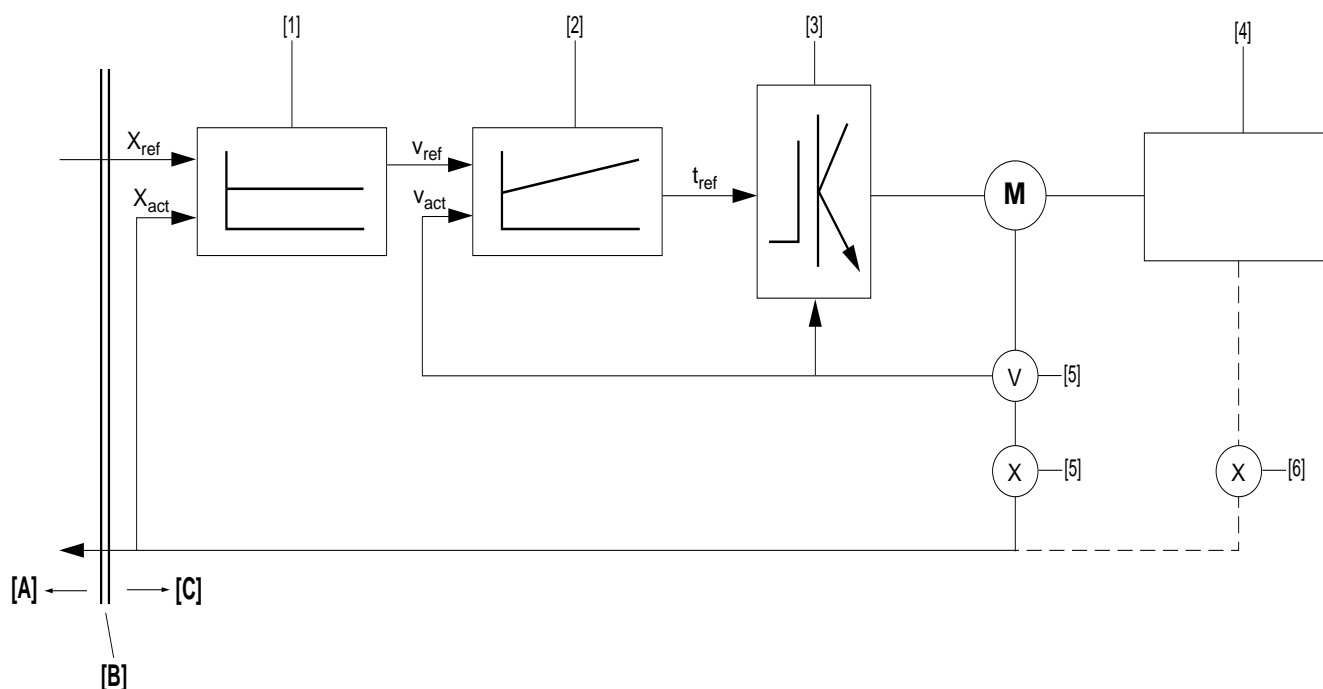 [1]
[2]
[3]
[4]
Xref
Xact
vref
vact
tref
M
V
[5]
X
[5]
X
[6]
[A]
[C]
[B]